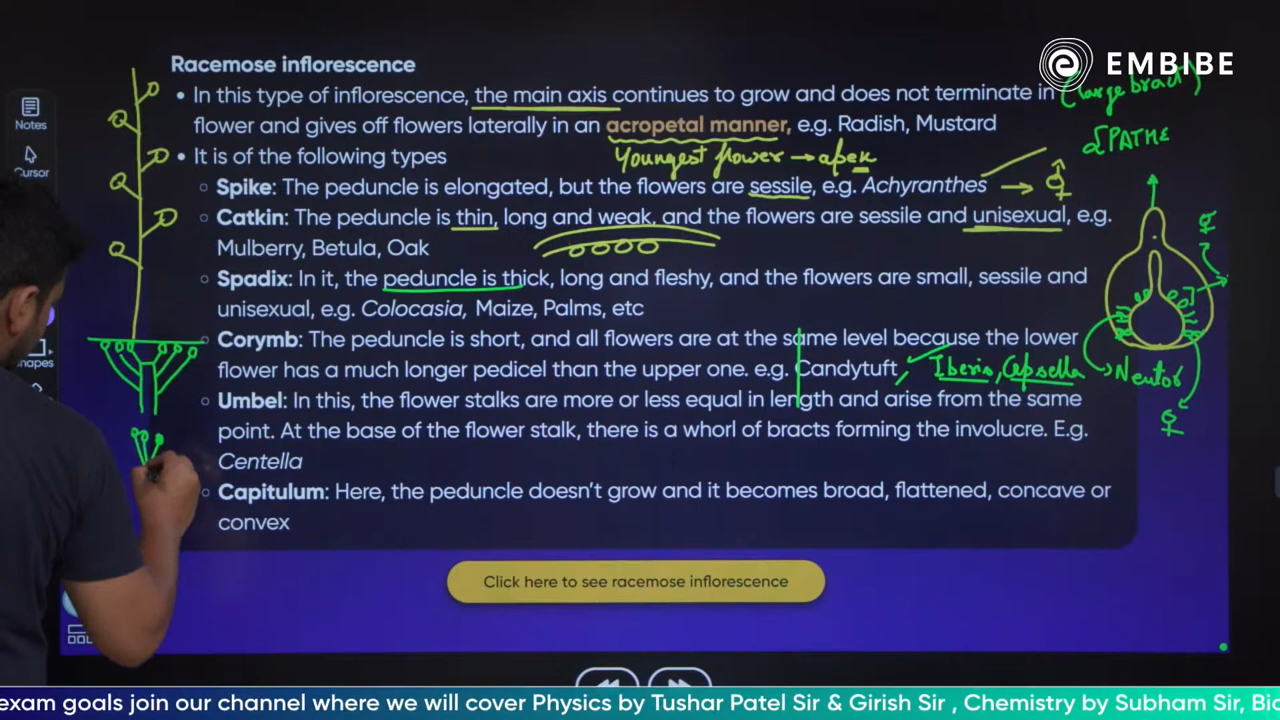 EMBIBE
Racemose inflorescence
• In this type of inflorescence, the main axis continues to grow and does not terminate in (large bract)
flower and gives off flowers laterally in an acropetal manner, e.g. Radish, Mustard
SPATHE
• It is of the following types
Youngest flower → apex
Spike: The peduncle is elongated, but the flowers are sessile, e.g. Achyranthes → ⚥
Catkin: The peduncle is thin, long and weak, and the flowers are sessile and unisexual, e.g.
Mulberry, Betula, Oak
Spadix: In it, the peduncle is thick, long and fleshy, and the flowers are small, sessile and
unisexual, e.g. Colocasia, Maize, Palms, etc
Corymb: The peduncle is short, and all flowers are at the same level because the lower
flower has a much longer pedicel than the upper one. e.g. Candytuft Iberis, Capsella
Neutor
Umbel: In this, the flower stalks are more or less equal in length and arise from the same
point. At the base of the flower stalk, there is a whorl of bracts forming the involucre. E.g.
Centella
Capitulum: Here, the peduncle doesn't grow and it becomes broad, flattened, concave or
convex
Click here to see racemose inflorescence
Notes
Cursor
hapes
exam goals join our channel where we will cover Physics by Tushar Patel Sir & Girish Sir , Chemistry by Subham Sir, Bio